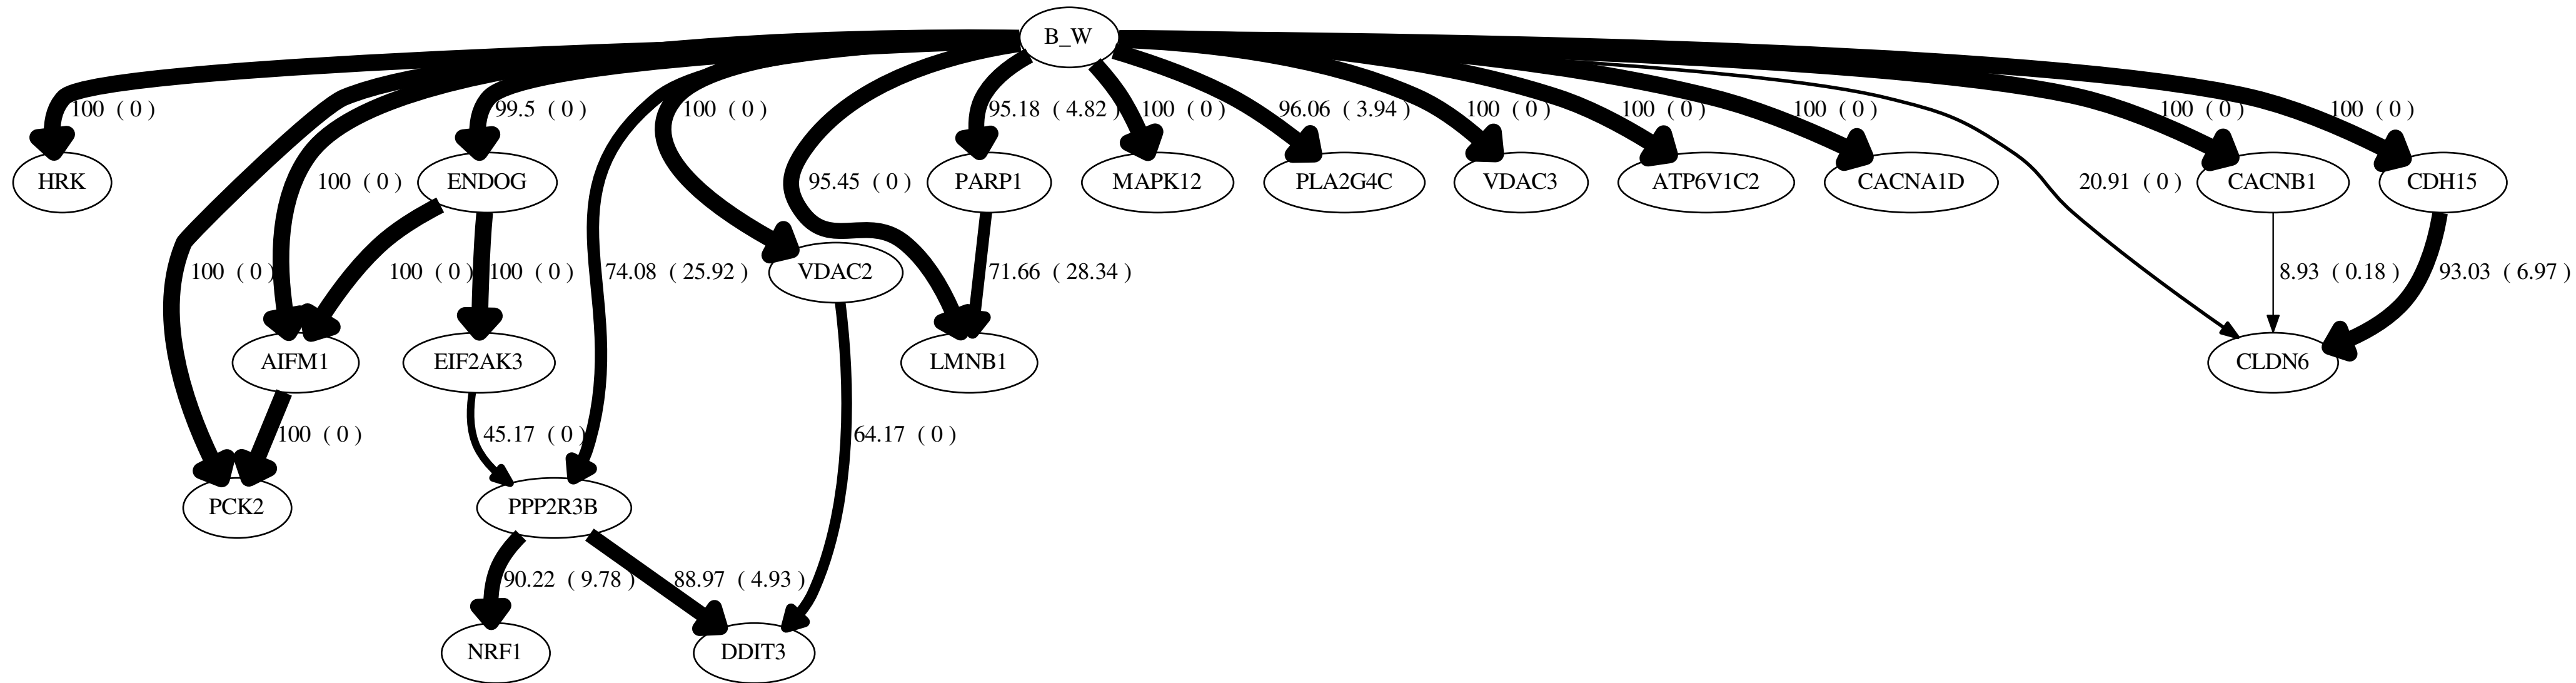 B_W
100 ( 0 )
99.5 ( 0 )
100 ( 0 )
95.18 ( 4.82 )
100 ( 0 )
96.06 ( 3.94 )
100 ( 0 )
100 ( 0 )
100 ( 0 )
100 ( 0 )
100 ( 0 )
HRK
100 ( 0 )
ENDOG
95.45 ( 0 )
PARP1
MAPK12
PLA2G4C
VDAC3
ATP6V1C2
CACNA1D
20.91 ( 0 )
CACNB1
CDH15
100 ( 0 )
100 ( 0 )
100 ( 0 )
74.08 ( 25.92 )
VDAC2
71.66 ( 28.34 )
8.93 ( 0.18 )
93.03 ( 6.97 )
AIFM1
EIF2AK3
LMNB1
CLDN6
100 ( 0 )
45.17 ( 0 )
64.17 ( 0 )
PCK2
PPP2R3B
90.22 ( 9.78 )
88.97 ( 4.93 )
NRF1
DDIT3